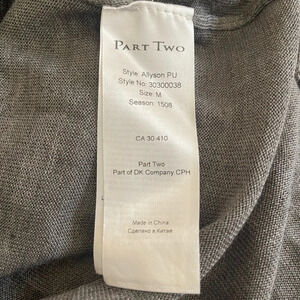 PART TWO
Style: Allyson PU
Style No: 30300038
Size: M
Season: 1508
CA 30 410
Part Two
Part of DK Company CPH
Made in China
Сделано в Китае